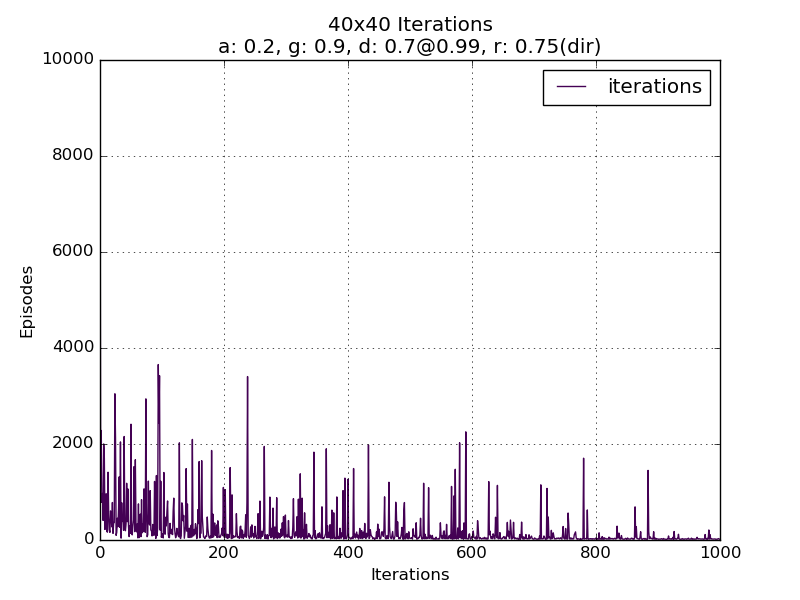 40x40 Iterations
a: 0.2, g: 0.9, d: 0.7@0.99, r: 0.75(dir)
iterations
10000
8000
6000
4000
2000
0
Episodes
0 200 400 600 800 1000
Iterations